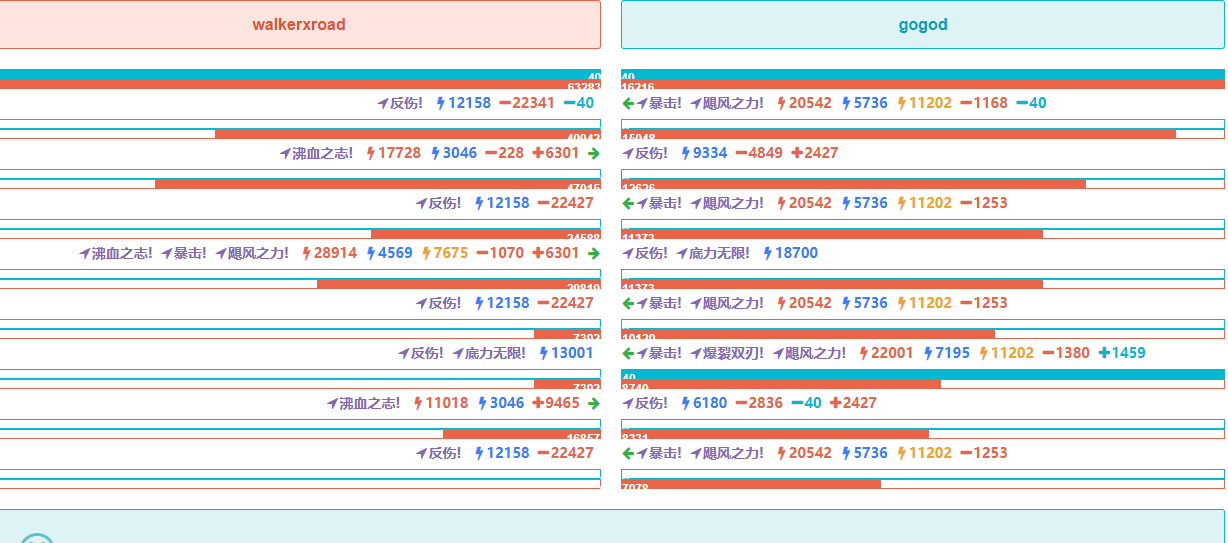 walkerxroad gogod
40 40
63283 16216
反伤! 12158 22341 40 暴击! 飓风之力! 20542 5736 11202 1168 40
40942 15048
沸血之志! 17728 3046 228 6301 反伤! 9334 4849 2427
47015 12626
反伤! 12158 22427 暴击! 飓风之力! 20542 5736 11202 1253
24588 11373
沸血之志! 暴击! 飓风之力! 28914 4569 7675 1070 6301 反伤! 底力无限! 18700
11373
反伤! 12158 22427 暴击! 飓风之力! 20542 5736 11202 1253
7392 10120
反伤! 底力无限! 13001 暴击! 爆裂双刃! 飓风之力! 22001 7195 11202 1380 1459
40
7392 8740
沸血之志! 11018 3046 9465 反伤! 6180 2836 40 2427
16857 8331
反伤! 12158 22427 暴击! 飓风之力! 20542 5736 11202 1253
7078